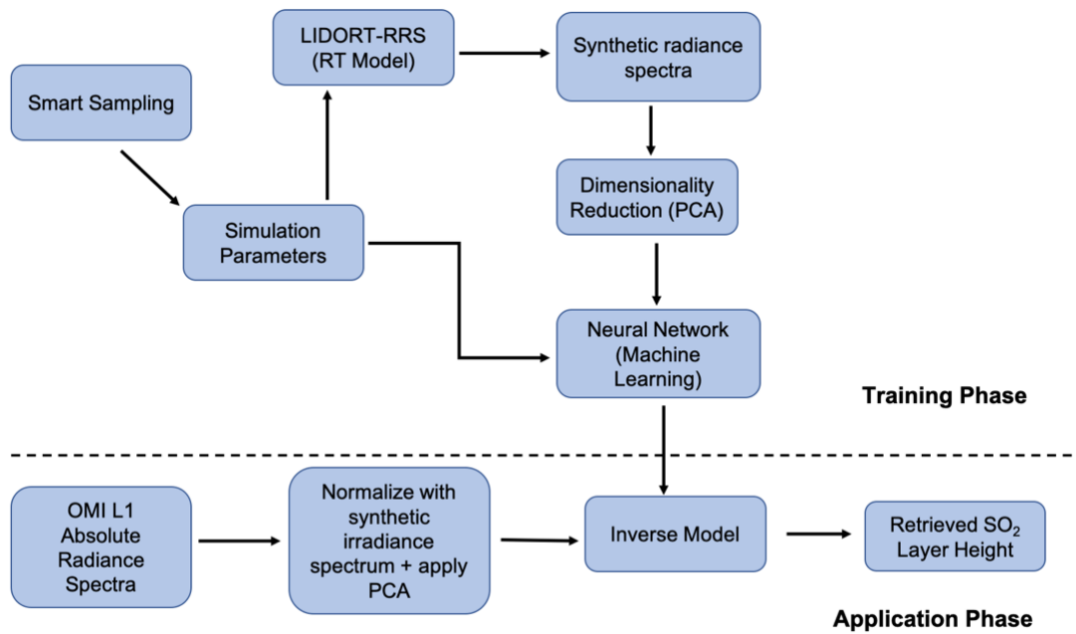 LIDORT-RRS
(RT Model)
Synthetic radiance
spectra
Smart Sampling
Dimensionality
Reduction (PCA)
Simulation
Parameters
Neural Network
(Machine
Learning)
Training Phase
OMI L1
Absolute
Radiance
Spectra
Normalize with
synthetic
irradiance
spectrum + apply
PCA
Inverse Model
Retrieved SO₂
Layer Height
Application Phase